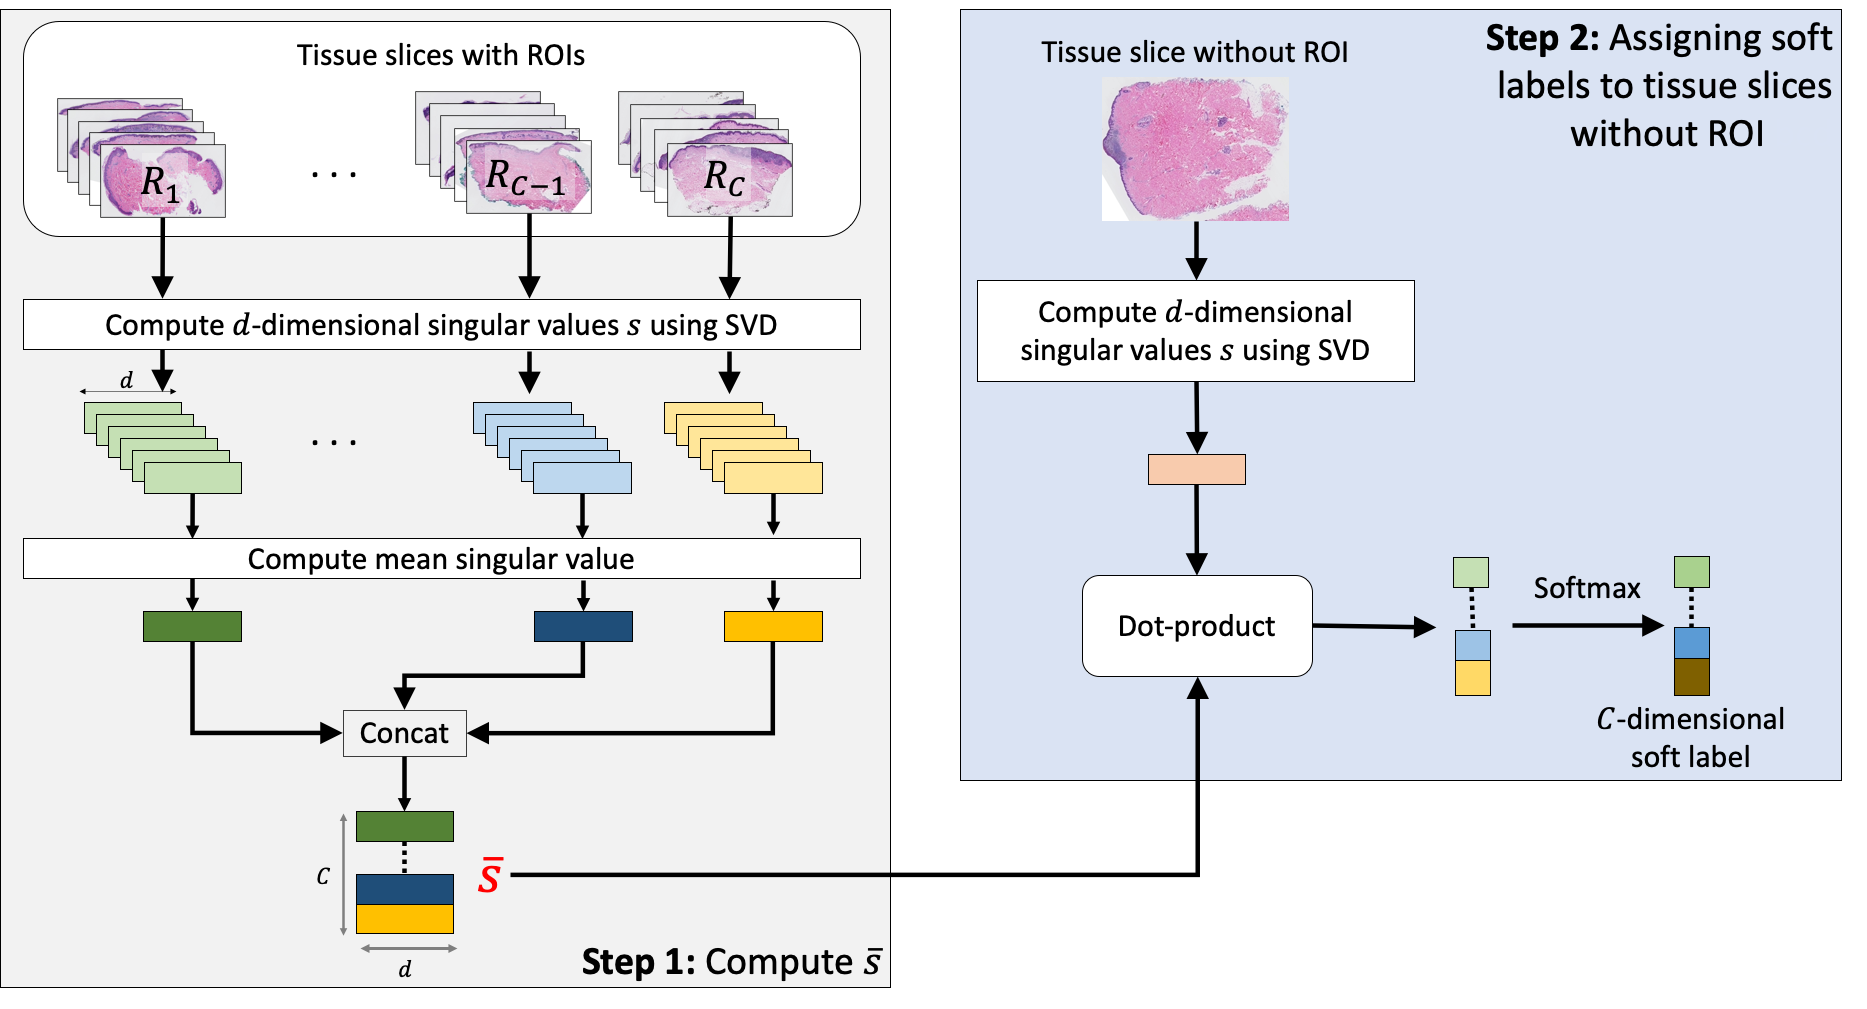 Tissue slices with ROIs
R₁
. . .
R_{C−1}
R_C
Compute d-dimensional singular values s using SVD
d
. . .
Compute mean singular value
Concat
C
s̄
d
Step 1: Compute s̄
Step 2: Assigning soft
labels to tissue slices
without ROI
Tissue slice without ROI
Compute d-dimensional
singular values s using SVD
Dot-product
Softmax
C-dimensional
soft label